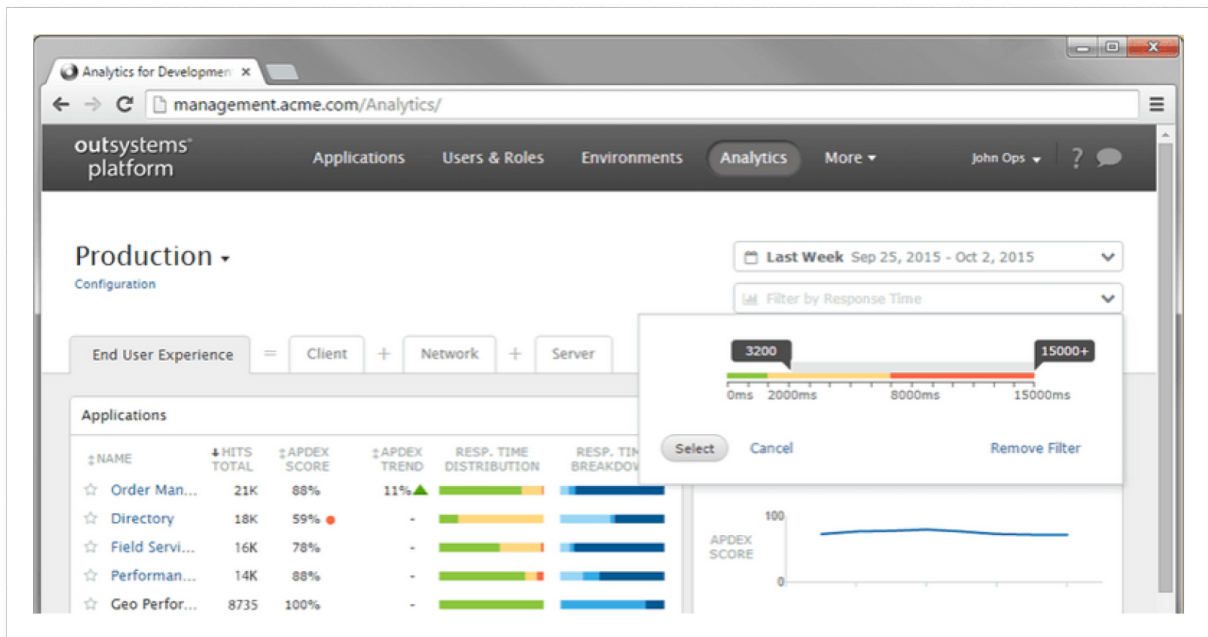 Analytics for Developmen
management.acme.com/Analytics/
outsystems
platform
Applications Users & Roles Environments Analytics More John Ops ?
Production
Last Week Sep 25, 2015 - Oct 2, 2015
Configuration
Filter by Response Time
End User Experience = Client + Network + Server
3200 15000+
0ms 2000ms 8000ms 15000ms
Select Cancel Remove Filter
Applications
NAME HITS TOTAL APDEX SCORE APDEX TREND RESP. TIME DISTRIBUTION RESP. TIM BREAKDOW
Order Man... 21K 88% 11%
Directory 18K 59% -
Field Servi... 16K 78% -
Performan... 14K 88% -
Geo Perfor... 8735 100% -
100
APDEX
SCORE
0